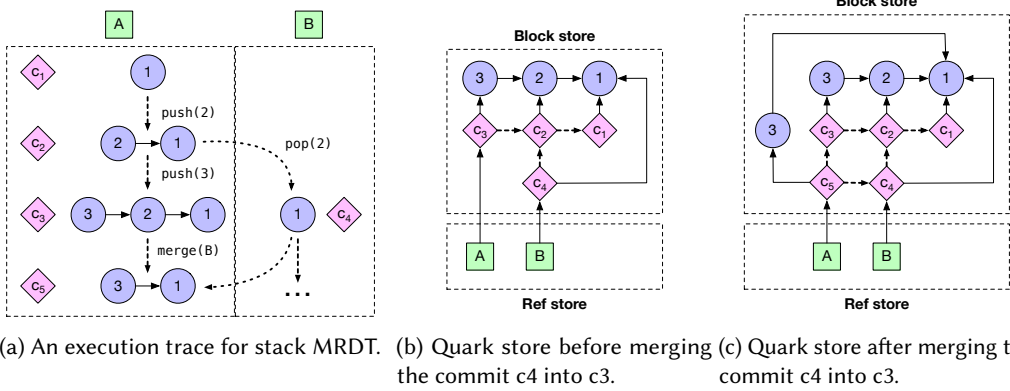 A
B
c1
1
push(2)
c2
2
1
pop(2)
push(3)
c3
3
2
1
1
c4
merge(B)
c5
3
1
...
(a) An execution trace for stack MRDT.
Block store
3
2
1
c3
c2
c1
c4
A
B
Ref store
(b) Quark store before merging
the commit c4 into c3.
Block store
3
2
1
3
c3
c2
c1
c5
c4
A
B
Ref store
(c) Quark store after merging t
commit c4 into c3.